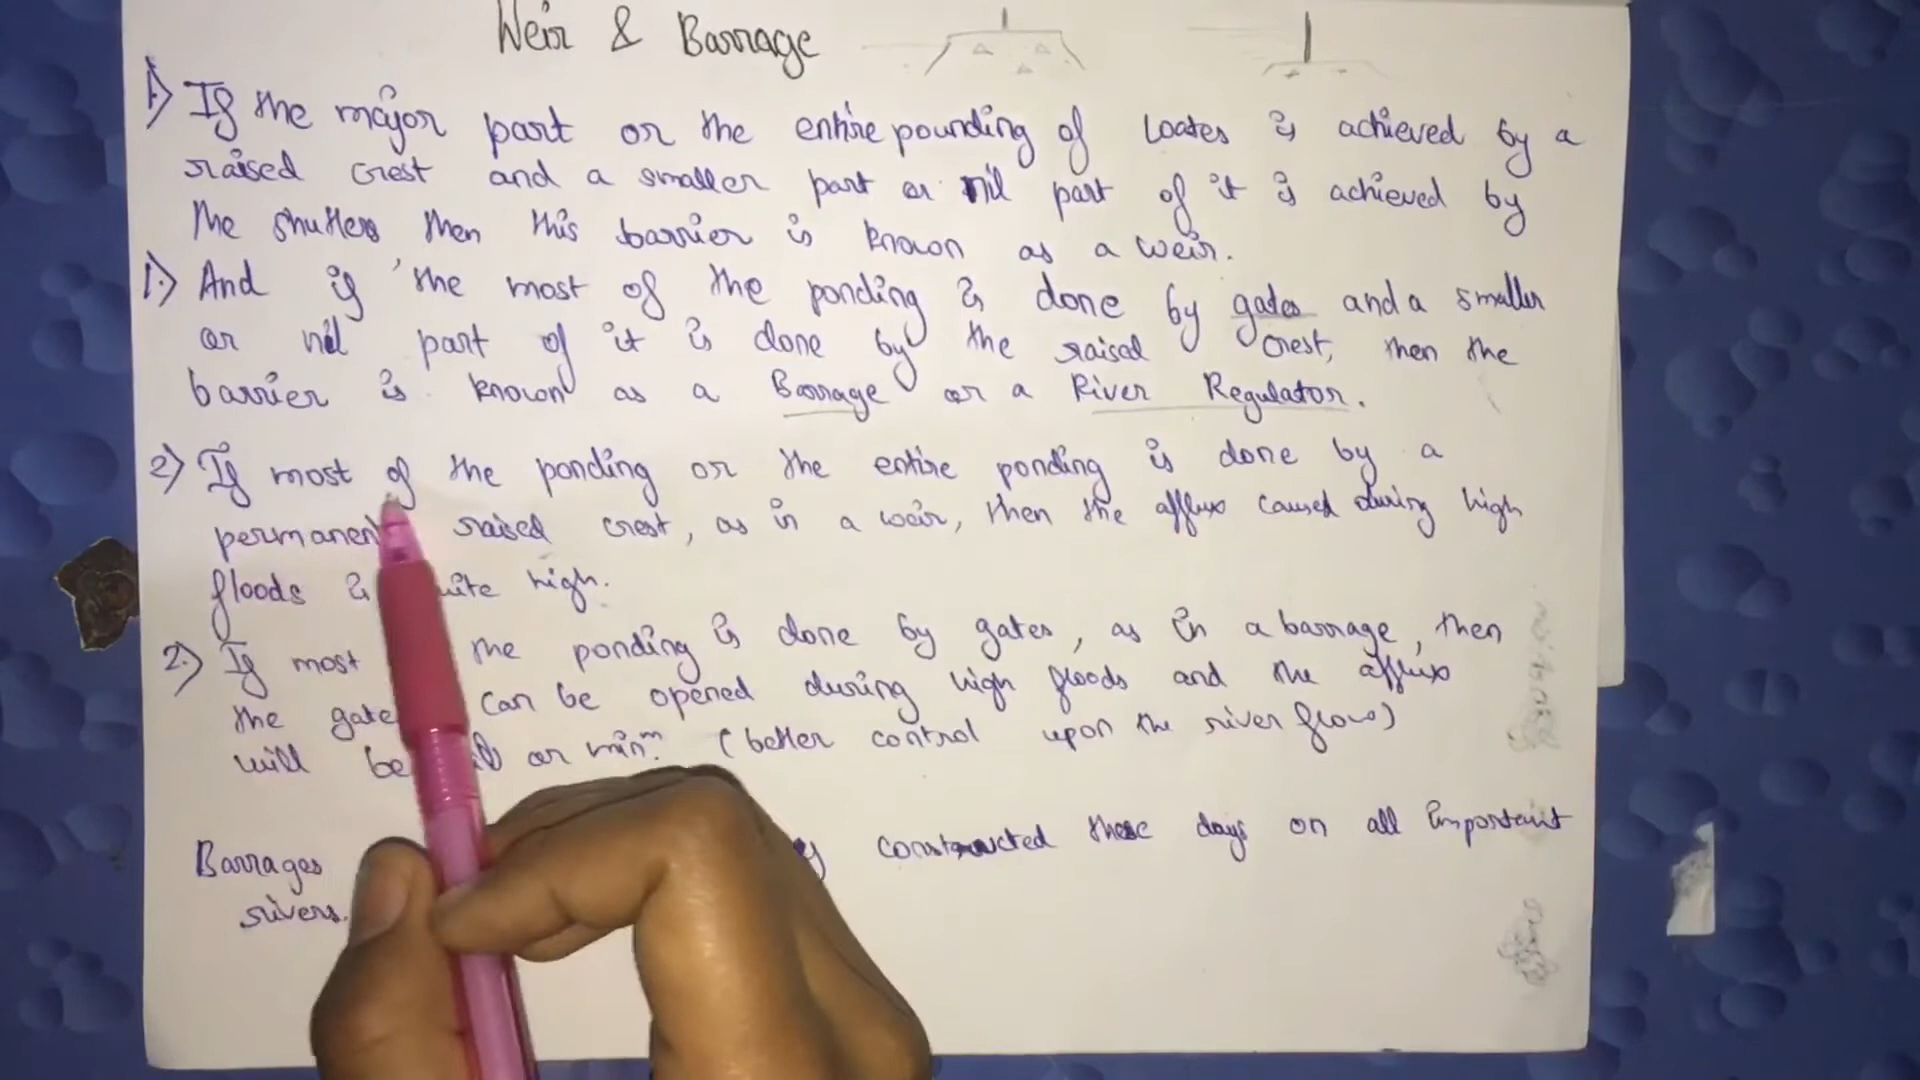 Weir & Barrage
1) If the major part or the entire pounding of water is achieved by a
raised crest and a smaller part or nil part of it is achieved by
the shutters then this barrier is known as a weir.
1.) And if the most of the ponding is done by gates and a smaller
or nil part of it is done by the raised crest, then the
barrier is known as a Barrage or a River Regulator.
2) If most of the ponding or the entire ponding is done by a
permanent raised crest, as in a weir, then the afflux caused during high
floods is quite high.
2.) If most the ponding is done by gates, as in a barrage, then
the gate can be opened during high floods and the afflux
will be or minm. (better control upon the river flow)
Barrages constructed these days on all important
rivers.